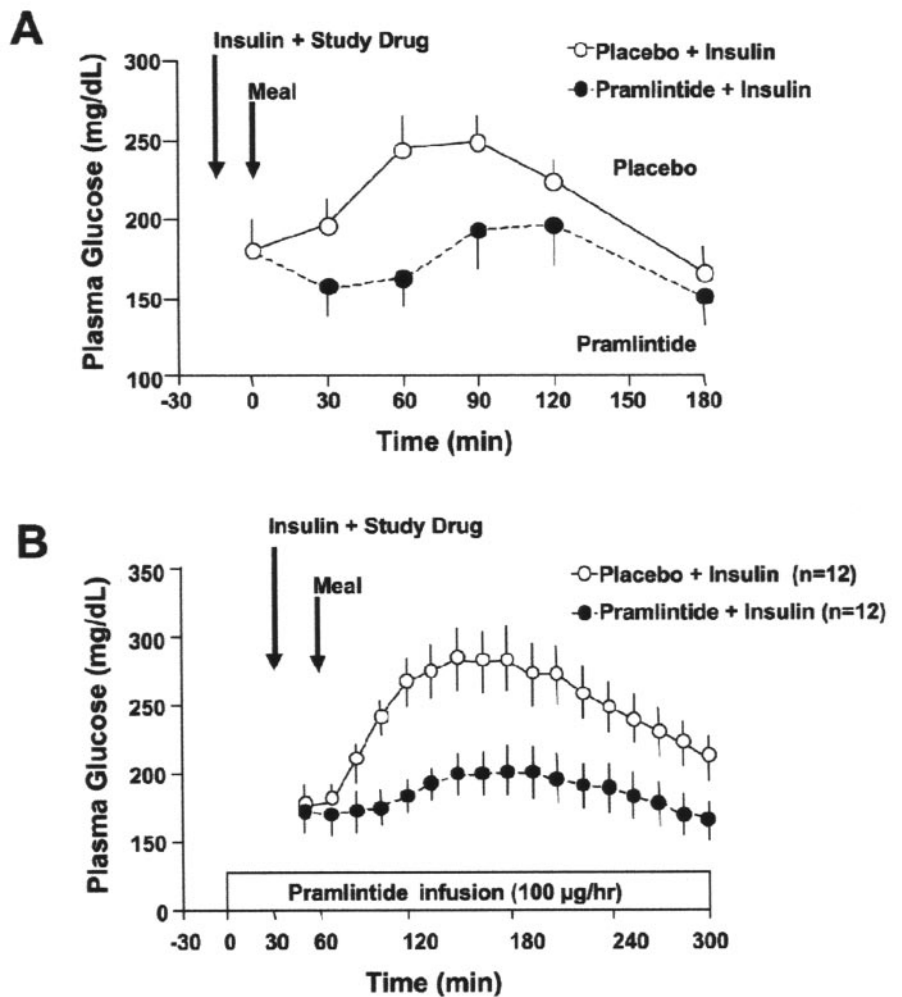 A
Insulin + Study Drug
Meal
Placebo + Insulin
Pramlintide + Insulin
Plasma Glucose (mg/dL)
300
250
200
150
100
Placebo
Pramlintide
-30 0 30 60 90 120 150 180
Time (min)
B
Insulin + Study Drug
Meal
Placebo + Insulin (n=12)
Pramlintide + Insulin (n=12)
Plasma Glucose (mg/dL)
350
300
250
200
150
0
Pramlintide infusion (100 µg/hr)
-30 0 30 60 120 180 240 300
Time (min)